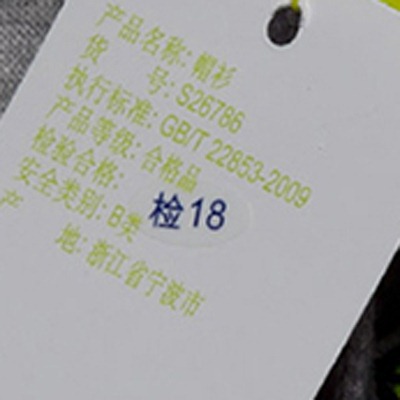 产品名称: 帽衫
货 号: S26786
执行标准: GB/T 22853-2009
产品等级: 合格品
检验合格:
检18
安全类别: B类
产 地: 浙江省宁波市